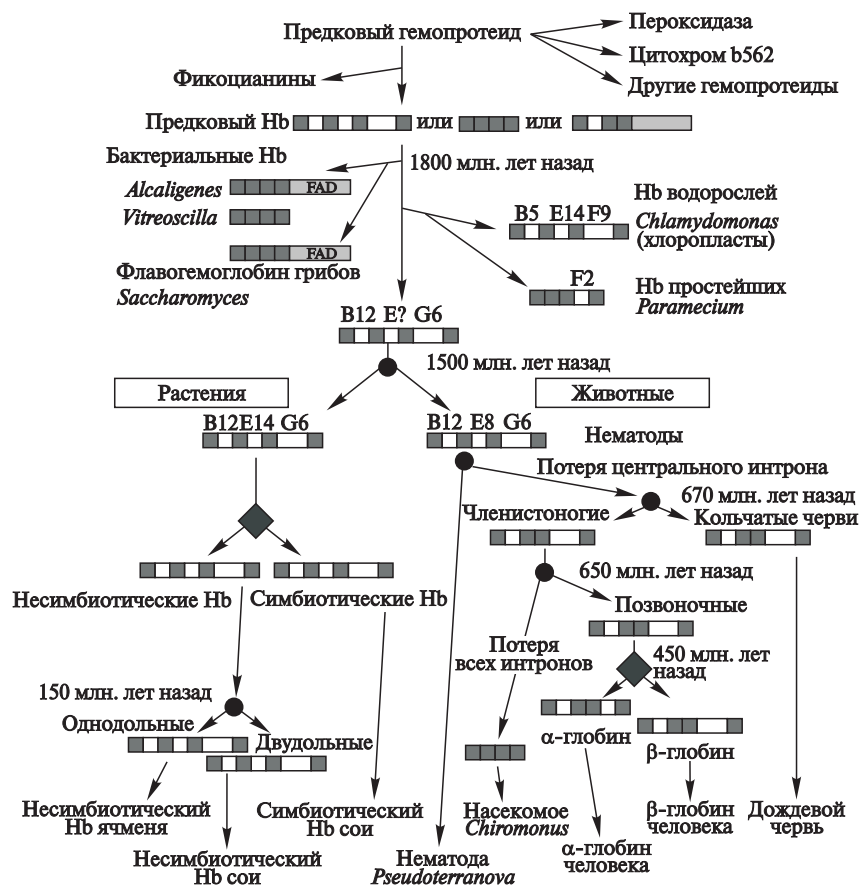 Предковый гемопротеид
Пероксидаза
Цитохром b562
Другие гемопротеиды
Фикоцианины
Предковый Hb или или
Бактериальные Hb
1800 млн. лет назад
Alcaligenes FAD
Vitreoscilla
FAD
Флавогемоглобин грибов
Saccharomyces
Hb водорослей
B5 E14 F9
Chlamydomonas
(хлоропласты)
F2
Hb простейших
Paramecium
B12 E? G6
1500 млн. лет назад
Растения
Животные
B12 E14 G6
B12 E8 G6
Нематоды
Потеря центрального интрона
670 млн. лет назад
Членистоногие
Кольчатые черви
650 млн. лет назад
Несимбиотические Hb
Симбиотические Hb
Позвоночные
Потеря
всех интронов
450 млн. лет
назад
150 млн. лет назад
Однодольные
Двудольные
α-глобин
β-глобин
Несимбиотический
Hb ячменя
Несимбиотический
Hb сои
Симбиотический
Hb сои
Нематода
Pseudoterranova
Насекомое
Chiromonus
α-глобин
человека
β-глобин
человека
Дождевой
червь